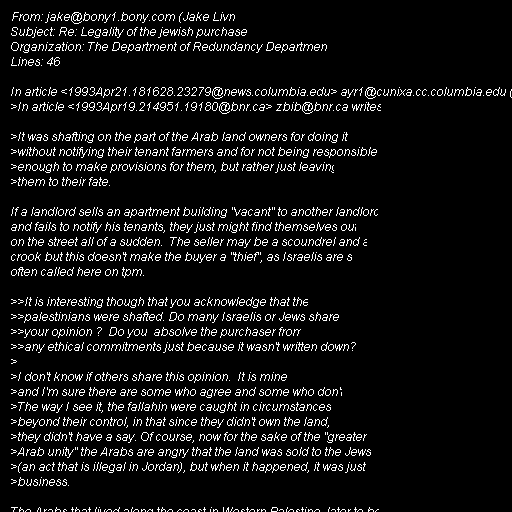 From: jake@bony1.bony.com (Jake Livn
Subject: Re: Legality of the jewish purchase
Organization: The Department of Redundancy Departmen
Lines: 46

In article <1993Apr21.181628.23279@news.columbia.edu> ayr1@cunixa.cc.columbia.edu (
>In article <1993Apr19.214951.19180@bnr.ca> zbib@bnr.ca writes

>It was shafting on the part of the Arab land owners for doing it
>without notifying their tenant farmers and for not being responsible
>enough to make provisions for them, but rather just leaving
>them to their fate.

If a landlord sells an apartment building "vacant" to another landlord
and fails to notify his tenants, they just might find themselves out
on the street all of a sudden.  The seller may be a scoundrel and a
crook but this doesn't make the buyer a "thief", as Israelis are s
often called here on tpm.

>>It is interesting though that you acknowledge that the
>>palestinians were shafted. Do many Israelis or Jews share
>>your opinion ?  Do you  absolve the purchaser from
>>any ethical commitments just because it wasn't written down?
>
>I don't know if others share this opinion.  It is mine
>and I'm sure there are some who agree and some who don't
>The way I see it, the fallahin were caught in circumstances
>beyond their control, in that since they didn't own the land,
>they didn't have a say. Of course, now for the sake of the "greater
>Arab unity" the Arabs are angry that the land was sold to the Jews
>(an act that is illegal in Jordan), but when it happened, it was just
>business.

The Arabs that lived along the coast in Western Palestine, later to be